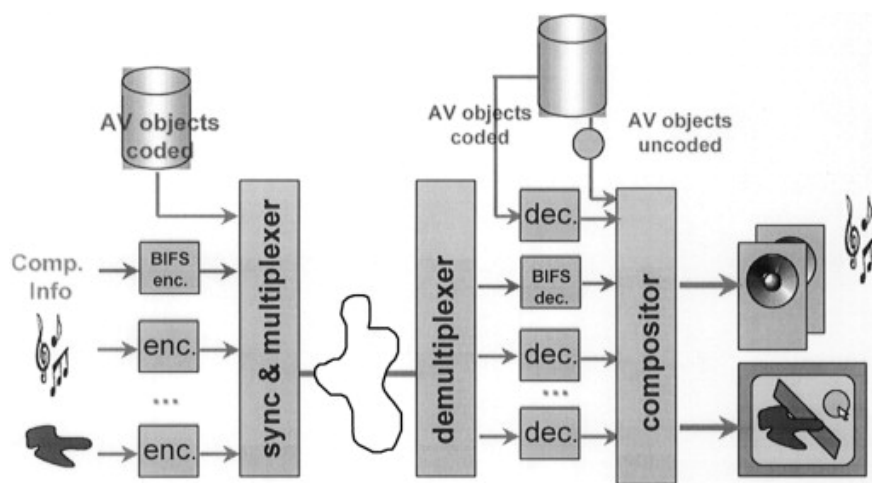 AV objects
coded
Comp.
Info
BIFS
enc.
enc.
...
enc.
sync & multiplexer
demultiplexer
AV objects
coded
AV objects
uncoded
dec.
BIFS
dec.
dec.
...
dec.
compositor